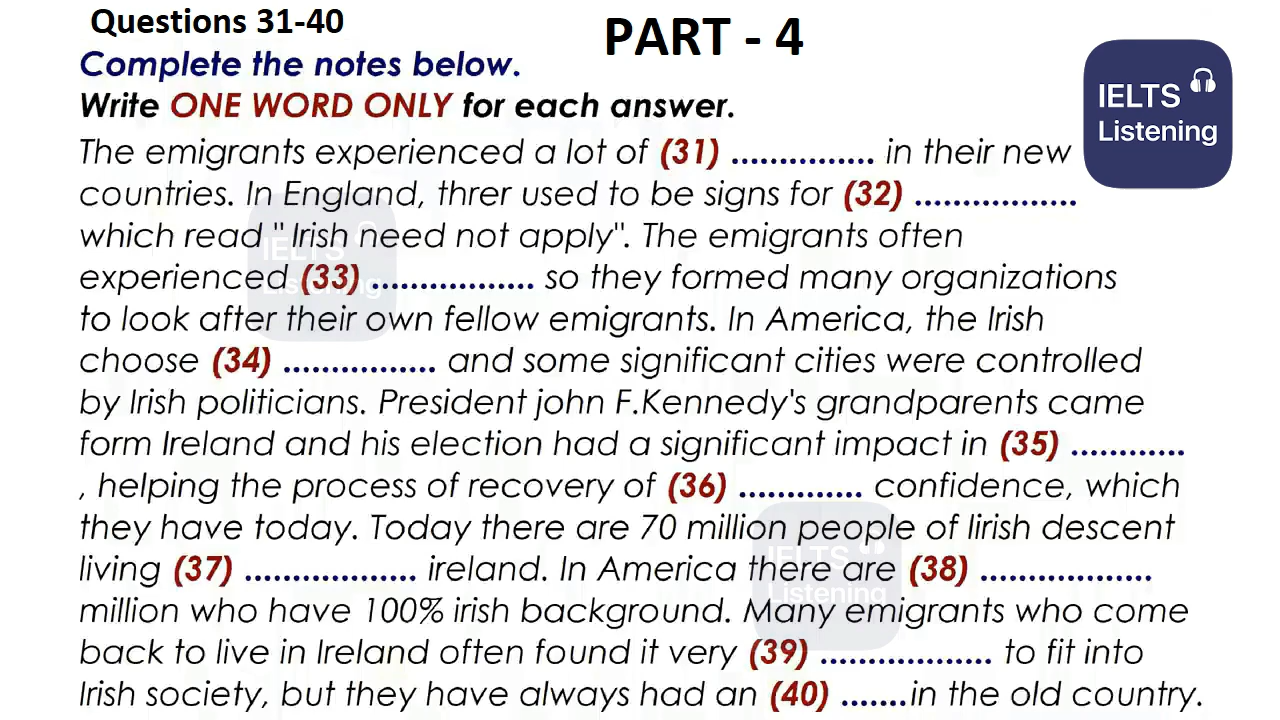 Questions 31-40
PART - 4
Complete the notes below.
Write ONE WORD ONLY for each answer.
IELTS
Listening
The emigrants experienced a lot of (31) ............... in their new
countries. In England, threr used to be signs for (32) .................
which read " Irish need not apply". The emigrants often
experienced (33) ................. so they formed many organizations
to look after their own fellow emigrants. In America, the Irish
choose (34) ................ and some significant cities were controlled
by Irish politicians. President john F.Kennedy's grandparents came
form Ireland and his election had a significant impact in (35) ............
, helping the process of recovery of (36) ............. confidence, which
they have today. Today there are 70 million people of Iirish descent
living (37) .................. ireland. In America there are (38) ..................
million who have 100% irish background. Many emigrants who come
back to live in Ireland often found it very (39) .................. to fit into
Irish society, but they have always had an (40) .......in the old country.
IELTS
Listening
IELTS
Listening